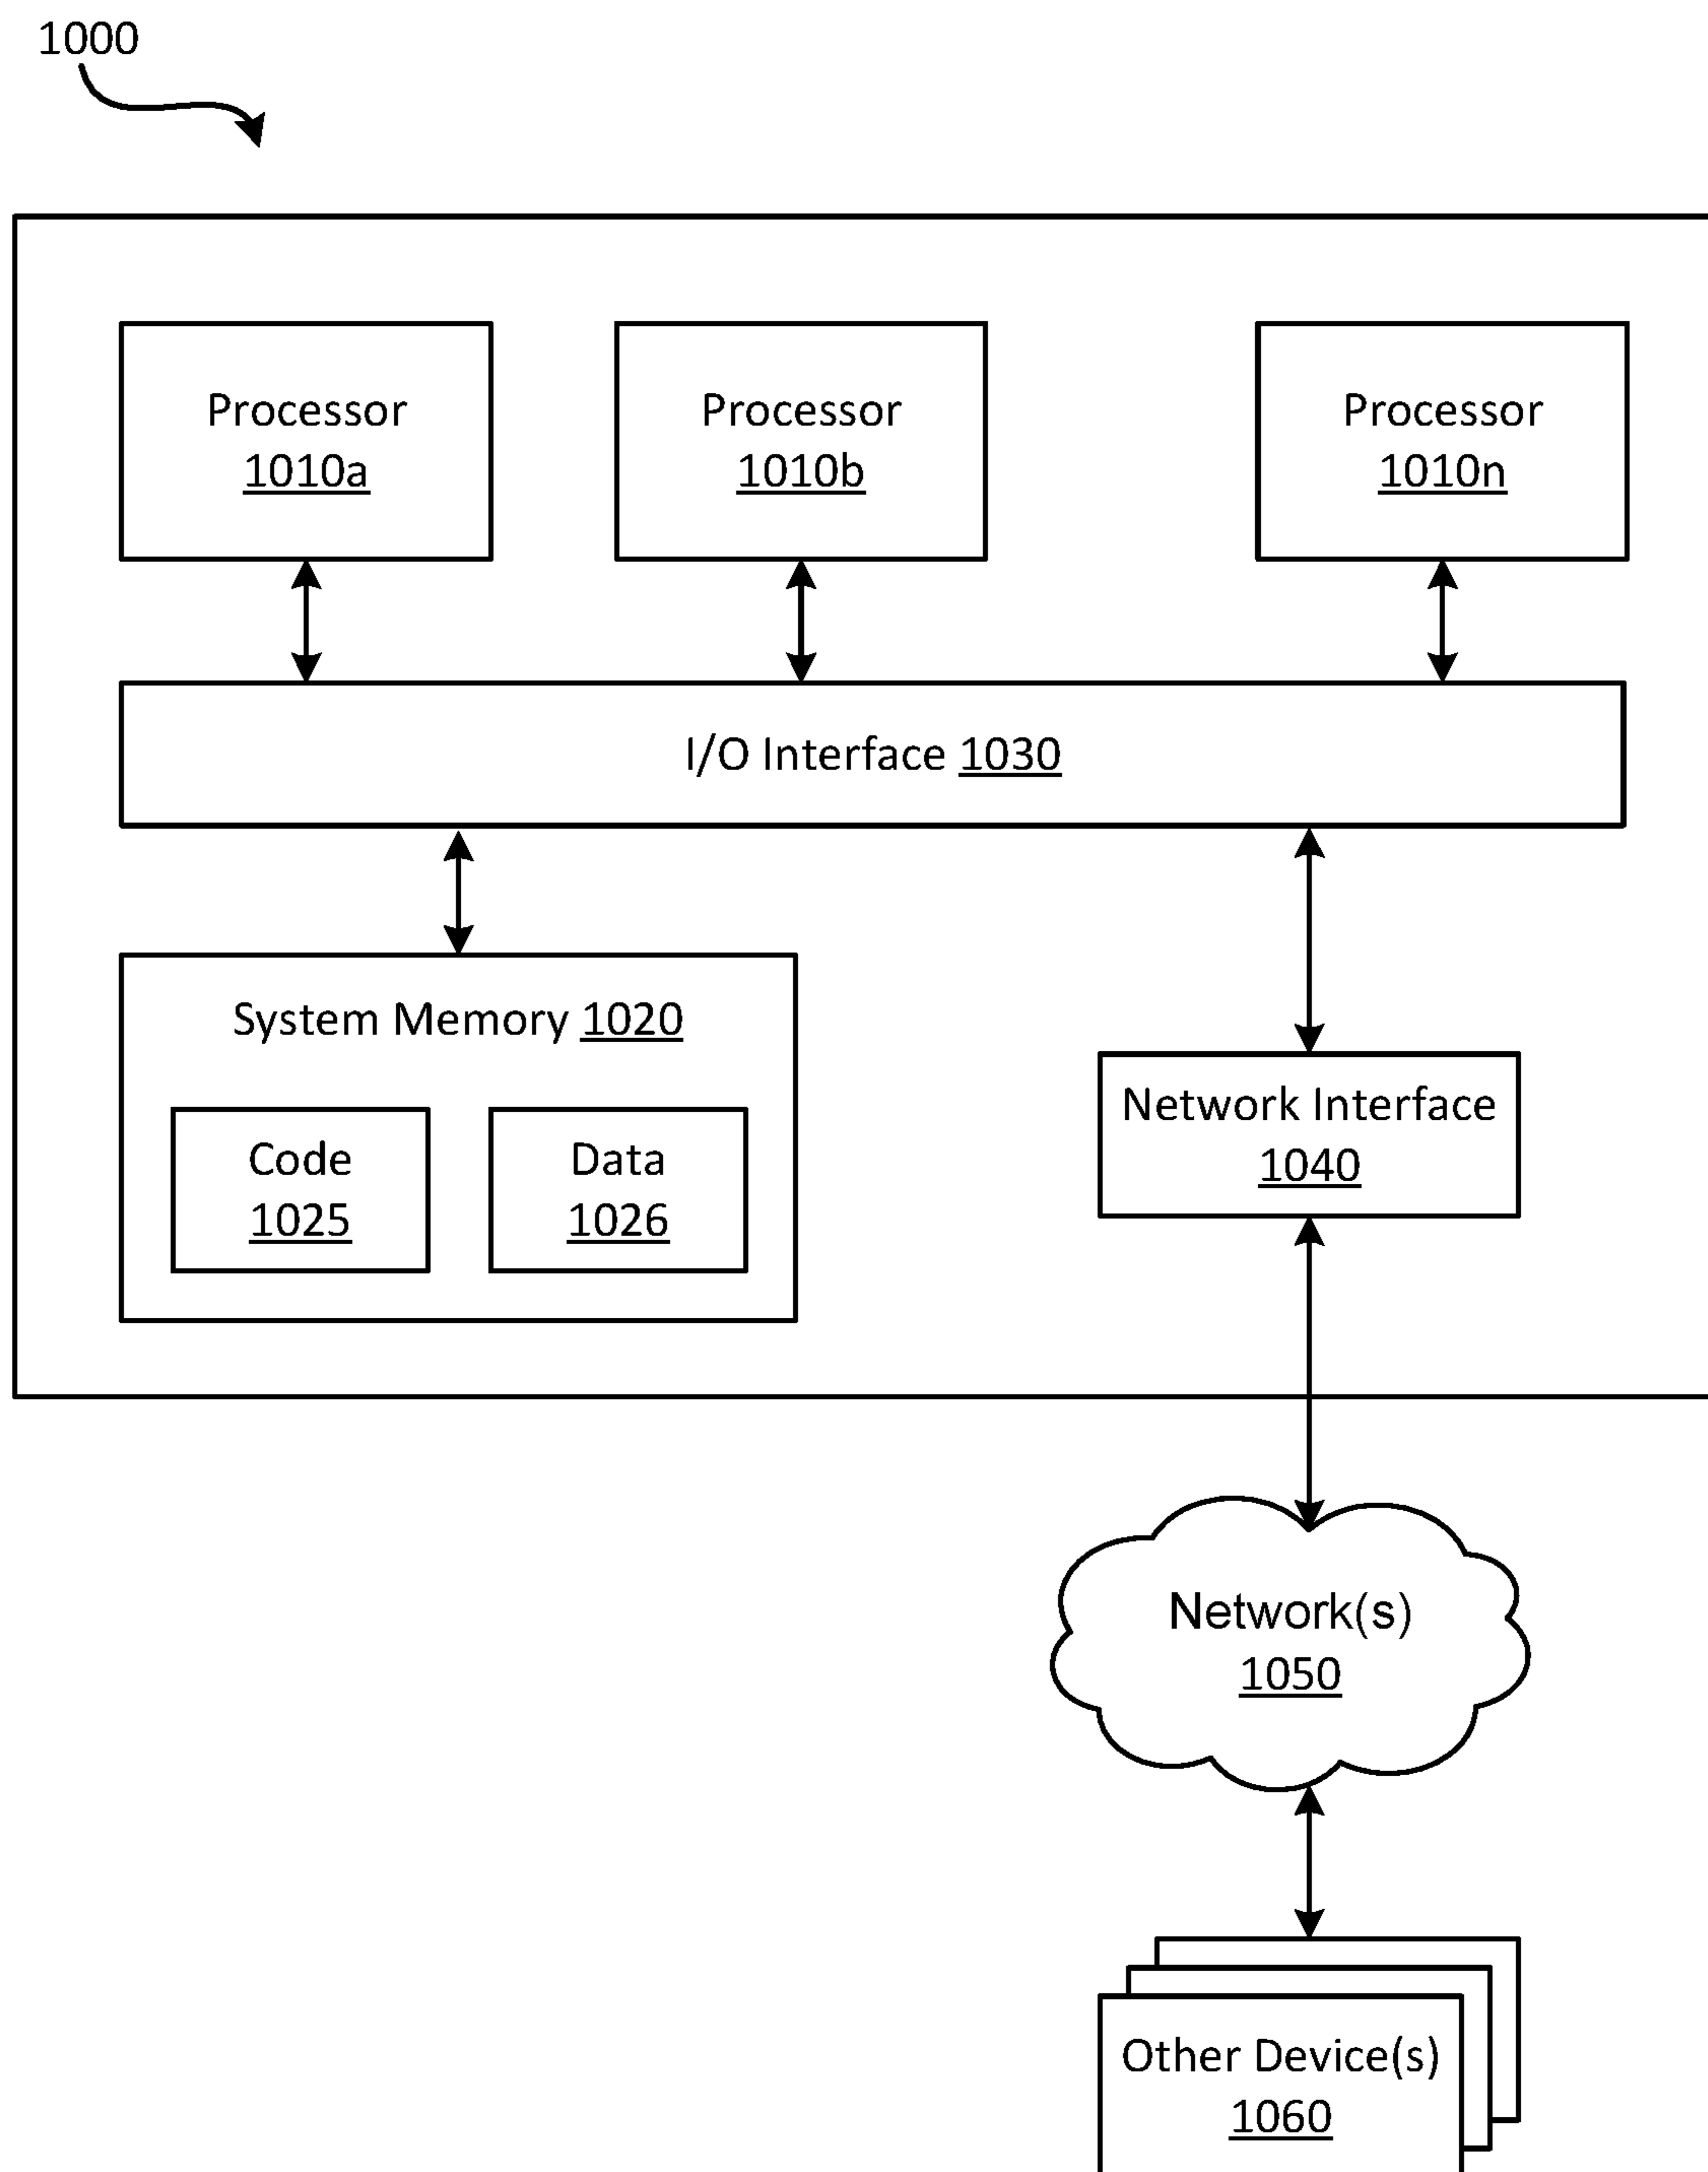 1000
Processor
1010a
Processor
1010b
Processor
1010n
I/O Interface 1030
System Memory 1020
Code
1025
Data
1026
Network Interface
1040
Network(s)
1050
Other Device(s)
1060